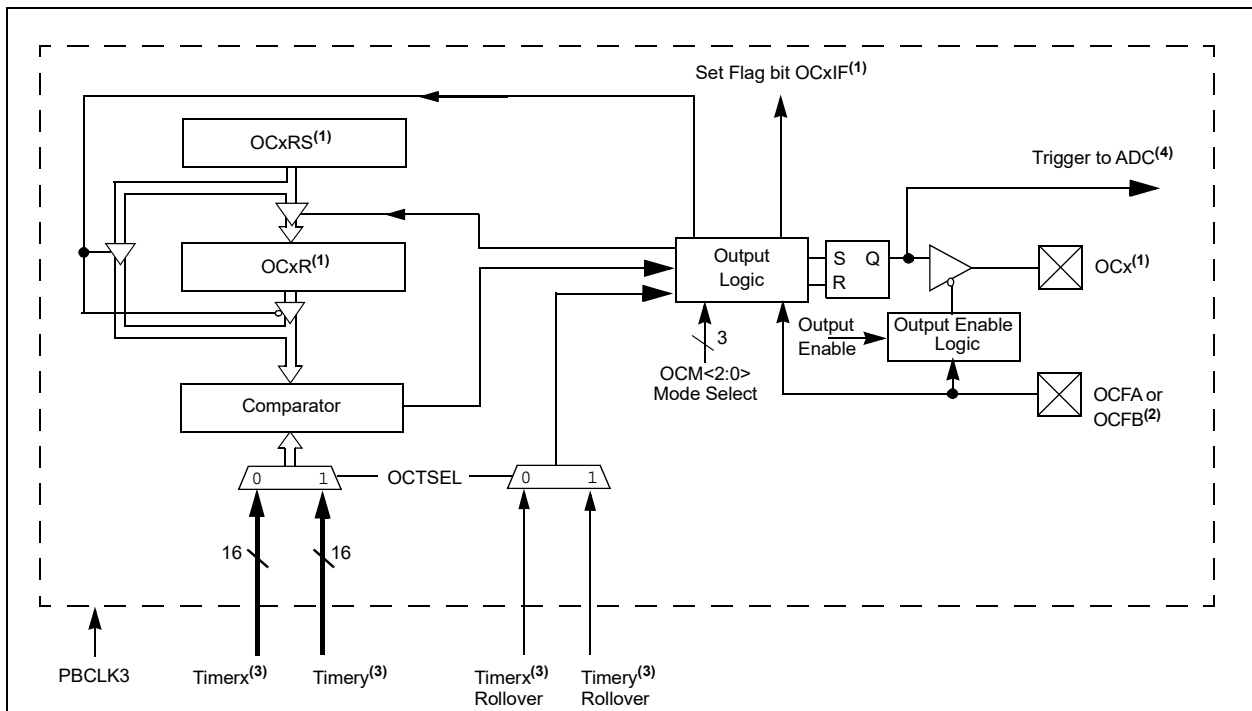 Set Flag bit OCxIF(1)
OCxRS(1)
Trigger to ADC(4)
OCxR(1)
Output
Logic
S Q
R
OCx(1)
3
Output
Enable
Output Enable
Logic
OCM<2:0>
Mode Select
Comparator
OCFA or
OCFB(2)
0 1
OCTSEL
0 1
16
16
PBCLK3
Timerx(3)
Timery(3)
Timerx(3)
Rollover
Timery(3)
Rollover